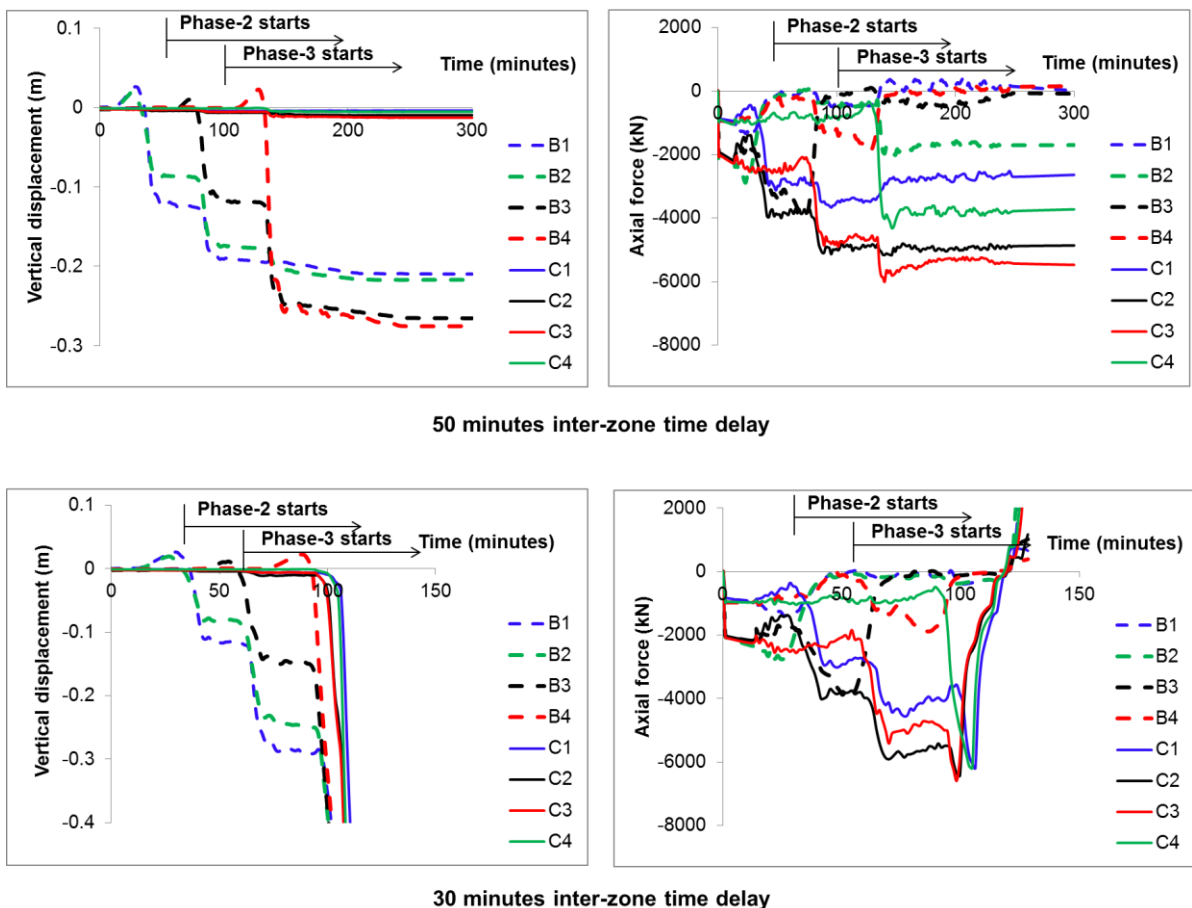 0.1
Phase-2 starts
Phase-3 starts
Time (minutes)
Vertical displacement (m)
0
0
100
200
300
-0.1
-0.2
-0.3
B1
B2
B3
B4
C1
C2
C3
C4
2000
Phase-2 starts
Phase-3 starts
Time (minutes)
Axial force (kN)
0
0
100
200
300
-2000
-4000
-6000
-8000
B1
B2
B3
B4
C1
C2
C3
C4
50 minutes inter-zone time delay
0.1
Phase-2 starts
Phase-3 starts
Time (minutes)
Vertical displacement (m)
0
0
50
100
150
-0.1
-0.2
-0.3
-0.4
B1
B2
B3
B4
C1
C2
C3
C4
2000
Phase-2 starts
Phase-3 starts
Time (minutes)
Axial force (kN)
0
0
50
100
150
-2000
-4000
-6000
-8000
B1
B2
B3
B4
C1
C2
C3
C4
30 minutes inter-zone time delay